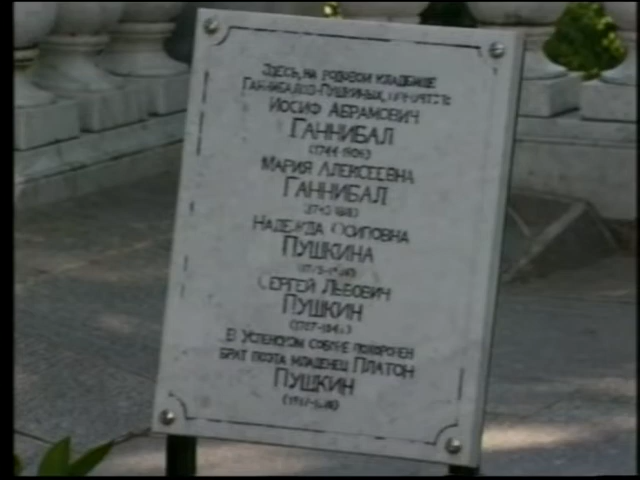 Здесь, на родовом кладбище
Ганнибалов-Пушкиных,
Иосиф Абрамович
Ганнибал
Мария Алексеевна
Ганнибал
Надежда Осиповна
Пушкина
Сергей Львович
Пушкин
В Успенском соборе похоронен
брат поэта младенец Платон
Пушкин